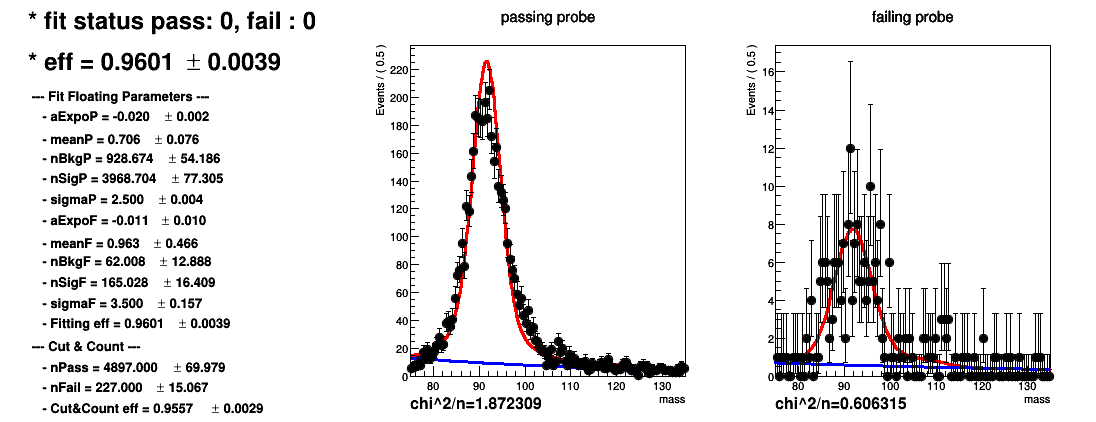 * fit status pass: 0, fail : 0
* eff = 0.9601 ± 0.0039
--- Fit Floating Parameters ---
- aExpoP = -0.020 ± 0.002
- meanP = 0.706 ± 0.076
- nBkgP = 928.674 ± 54.186
- nSigP = 3968.704 ± 77.305
- sigmaP = 2.500 ± 0.004
- aExpoF = -0.011 ± 0.010
- meanF = 0.963 ± 0.466
- nBkgF = 62.008 ± 12.888
- nSigF = 165.028 ± 16.409
- sigmaF = 3.500 ± 0.157
- Fitting eff = 0.9601 ± 0.0039
--- Cut & Count ---
- nPass = 4897.000 ± 69.979
- nFail = 227.000 ± 15.067
- Cut&Count eff = 0.9557 ± 0.0029
passing probe
Events / ( 0.5 )
220
200
180
160
140
120
100
80
60
40
20
0
80 90 100 110 120 130
mass
chi^2/n=1.872309
failing probe
Events / ( 0.5 )
16
14
12
10
8
6
4
2
0
80 90 100 110 120 130
mass
chi^2/n=0.606315